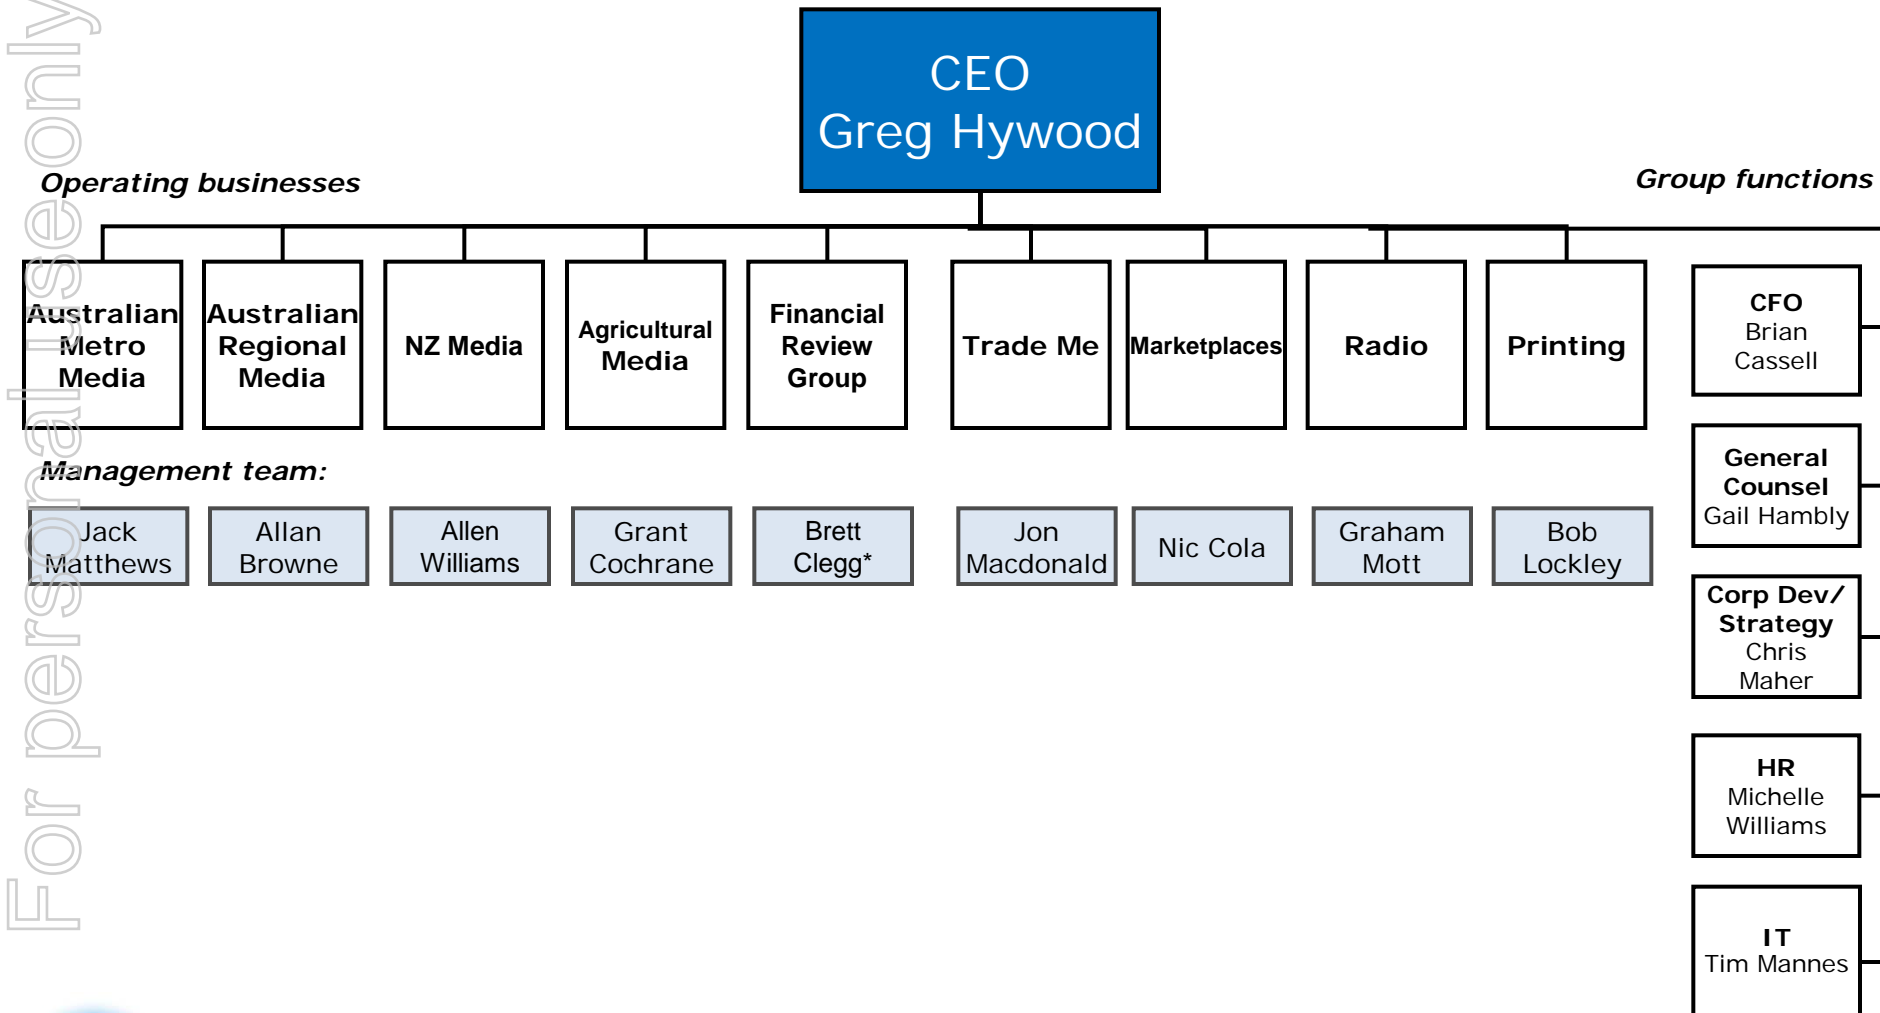 For personal use only
CEO
Greg Hywood
Operating businesses
Group functions
Australian
Metro
Media
Australian
Regional
Media
NZ Media
Agricultural
Media
Financial
Review
Group
Trade Me
Marketplaces
Radio
Printing
Management team:
Jack
Matthews
Allan
Browne
Allen
Williams
Grant
Cochrane
Brett
Clegg*
Jon
Macdonald
Nic Cola
Graham
Mott
Bob
Lockley
CFO
Brian
Cassell
General
Counsel
Gail Hambly
Corp Dev/
Strategy
Chris
Maher
HR
Michelle
Williams
IT
Tim Mannes